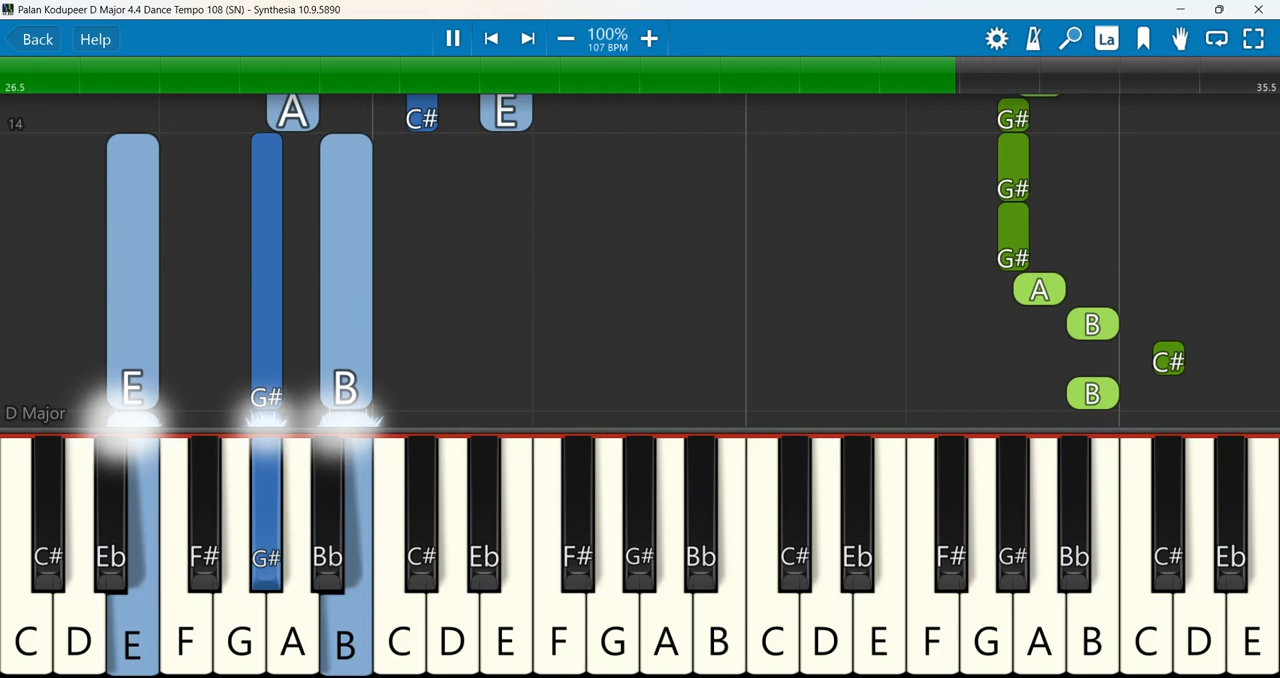 Palan Kodupeer D Major 4.4 Dance Tempo 108 (SN) - Synthesia 10.9.5890
Back Help 100% La
107 BPM
26.5 35.5
14 A C# E G#
G#
G#
A
B
C#
E G# B B
D Major
C# Eb F# G# Bb C# Eb F# G# Bb C# Eb F# G# Bb C# Eb
C D E F G A B C D E F G A B C D E F G A B C D E